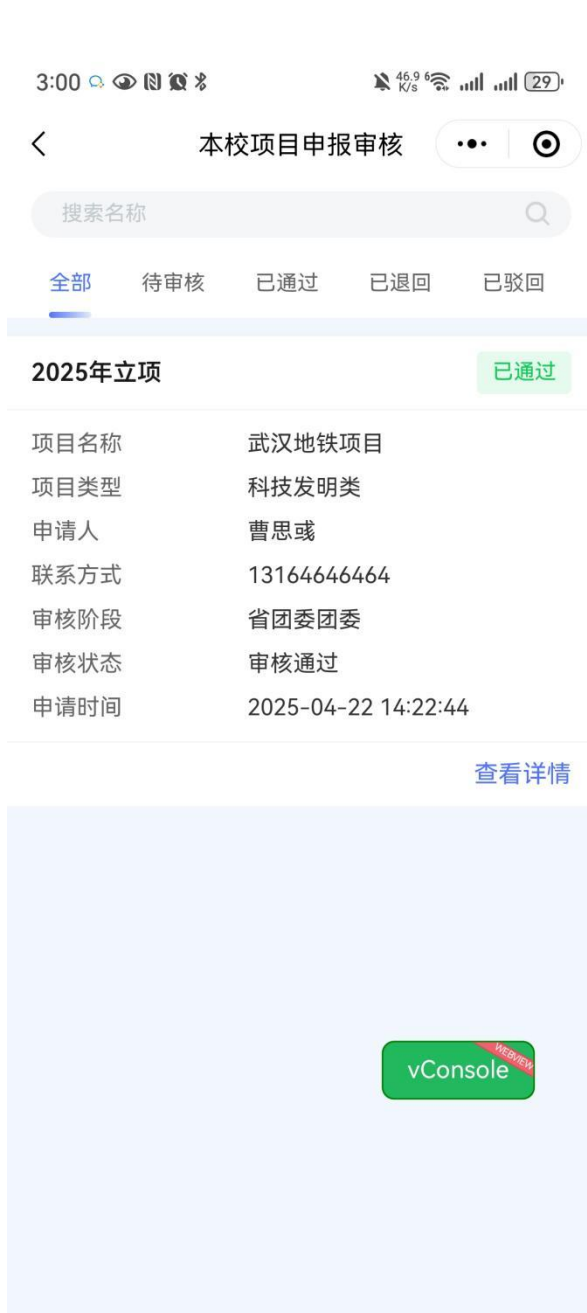 3:00 46.9 K/s 6 29
本校项目申报审核
搜索名称
全部 待审核 已通过 已退回 已驳回
2025年立项 已通过
项目名称 武汉地铁项目
项目类型 科技发明类
申请人 曹思彧
联系方式 13164646464
审核阶段 省团委团委
审核状态 审核通过
申请时间 2025-04-22 14:22:44
查看详情
vConsole WEBVIEW